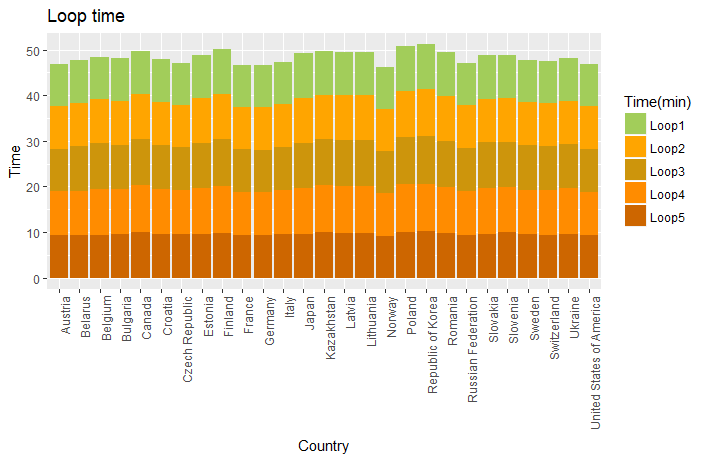 Loop time
Time
50
40
30
20
10
0
Austria
Belarus
Belgium
Bulgaria
Canada
Croatia
Czech Republic
Estonia
Finland
France
Germany
Italy
Japan
Kazakhstan
Latvia
Lithuania
Norway
Poland
Republic of Korea
Romania
Russian Federation
Slovakia
Slovenia
Sweden
Switzerland
Ukraine
United States of America
Country
Time(min)
Loop1
Loop2
Loop3
Loop4
Loop5